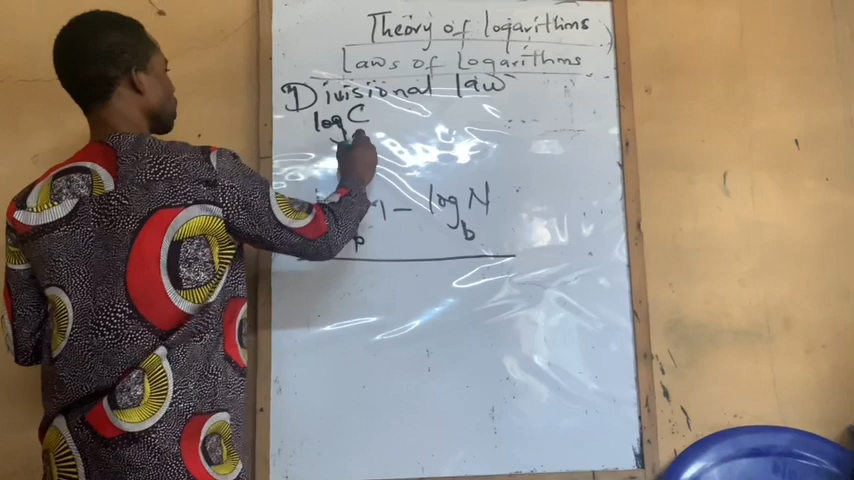 Theory of logarithms
Laws of Logarithms
Divisional law
log C
– log N
b